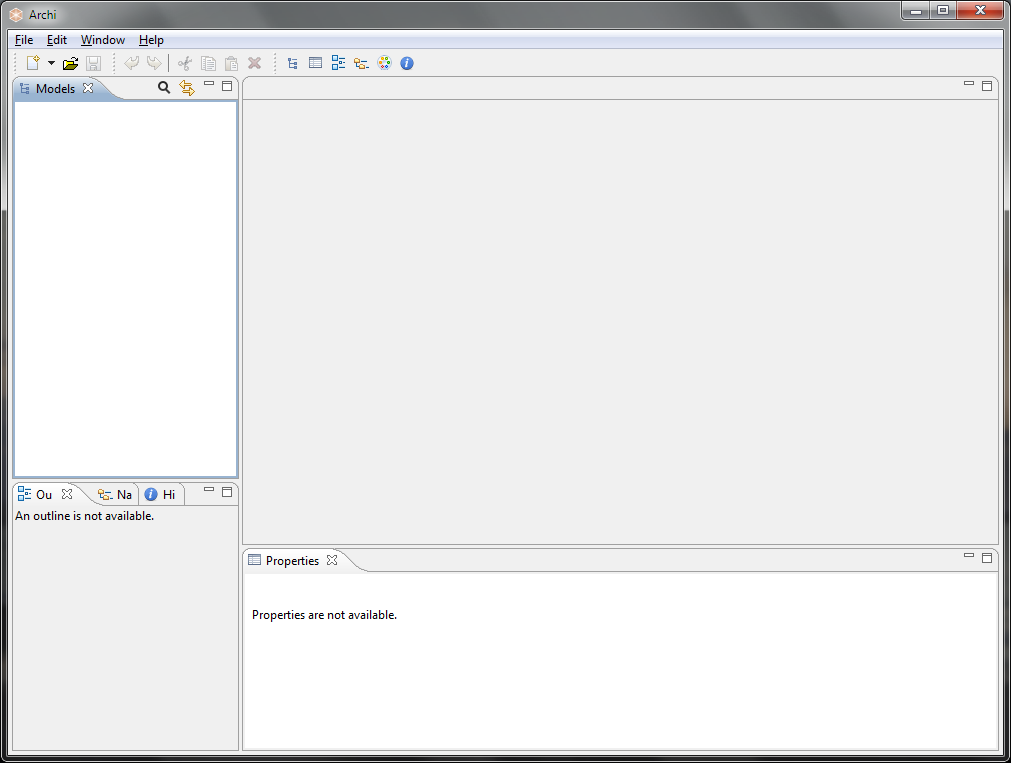 Archi
File Edit Window Help
Models
Ou Na Hi
An outline is not available.
Properties
Properties are not available.